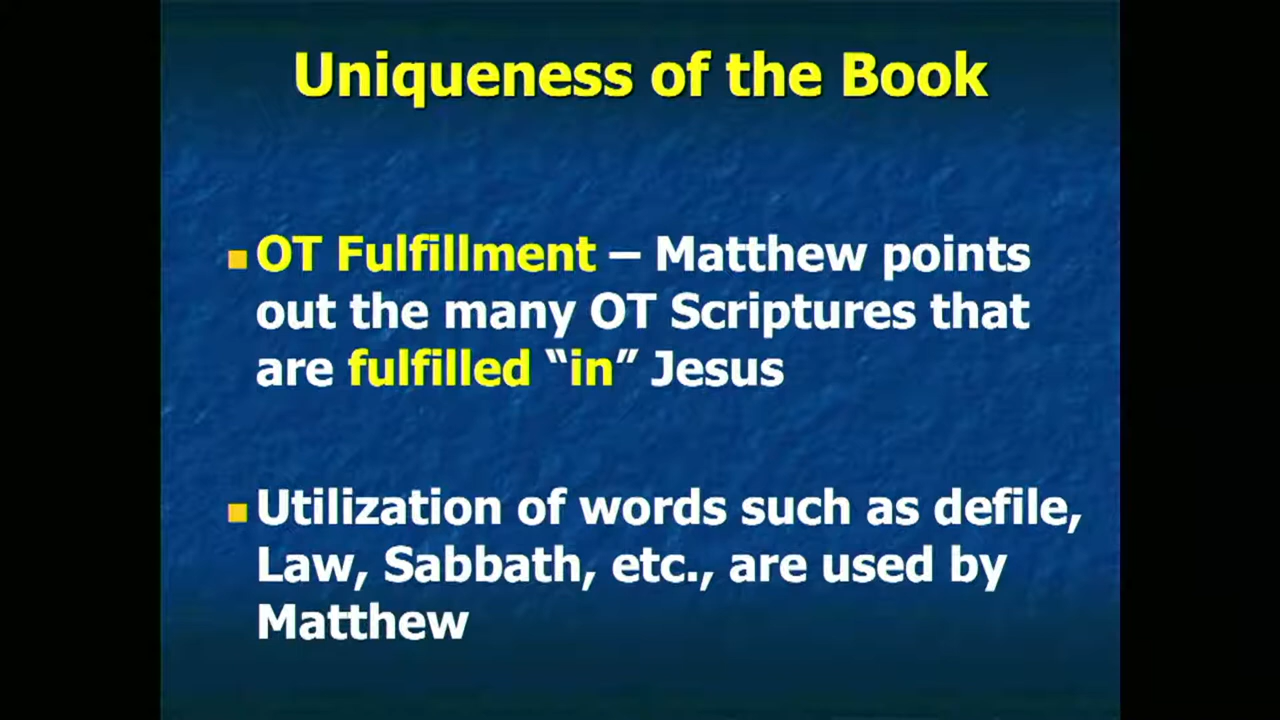 Uniqueness of the Book
OT Fulfillment – Matthew points
out the many OT Scriptures that
are fulfilled “in” Jesus
Utilization of words such as defile,
Law, Sabbath, etc., are used by
Matthew